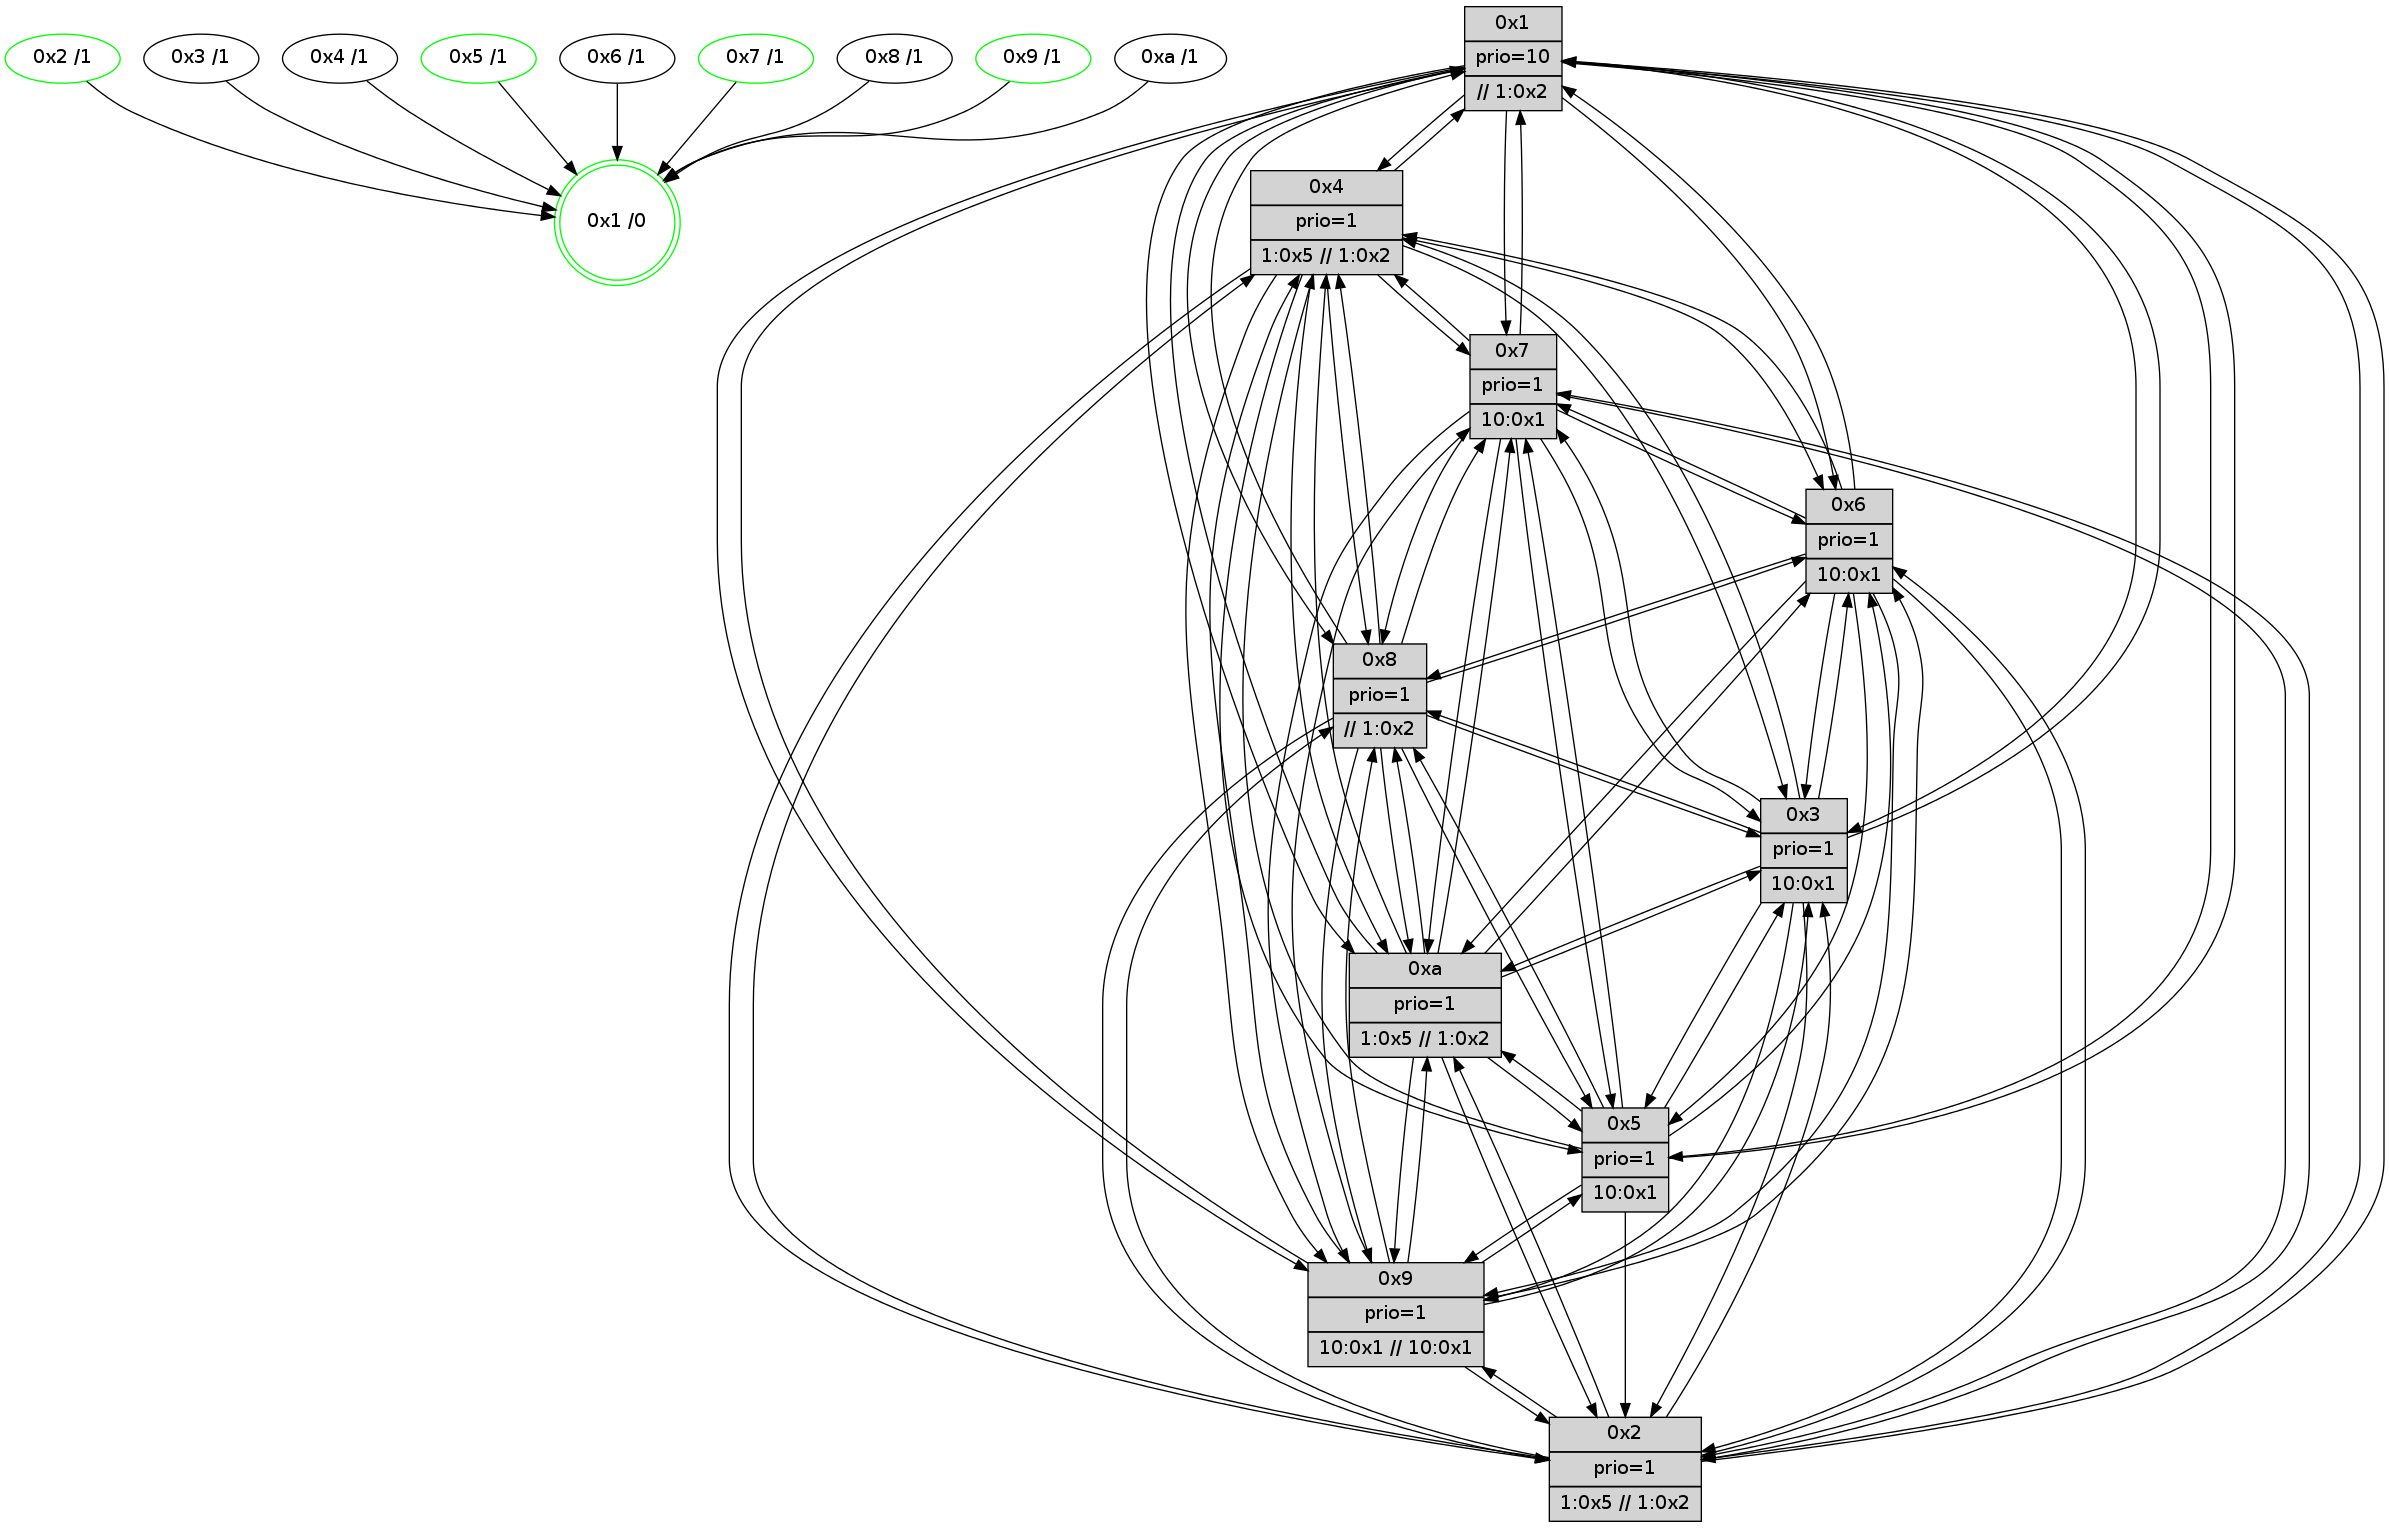 0x2 /1
0x3 /1
0x4 /1
0x5 /1
0x6 /1
0x7 /1
0x8 /1
0x9 /1
0xa /1
0x1 /0
0x1
prio=10
// 1:0x2
0x4
prio=1
1:0x5 // 1:0x2
0x7
prio=1
10:0x1
0x6
prio=1
10:0x1
0x8
prio=1
// 1:0x2
0x3
prio=1
10:0x1
0xa
prio=1
1:0x5 // 1:0x2
0x5
prio=1
10:0x1
0x9
prio=1
10:0x1 // 10:0x1
0x2
prio=1
1:0x5 // 1:0x2